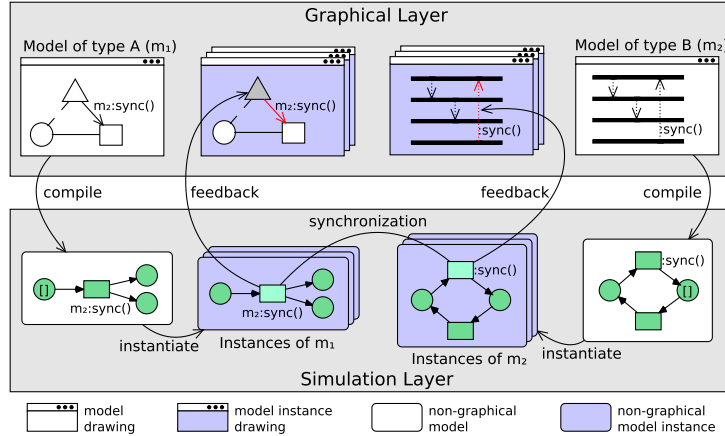 Graphical Layer
Model of type A (m₁)
Model of type B (m₂)
m₂:sync()
m₂:sync()
:sync()
:sync()
compile
feedback
feedback
compile
synchronization
[]
m₂:sync()
m₂:sync()
:sync()
:sync()
[]
instantiate
Instances of m₁
Instances of m₂
instantiate
Simulation Layer
model
drawing
model instance
drawing
non-graphical
model
non-graphical
model instance